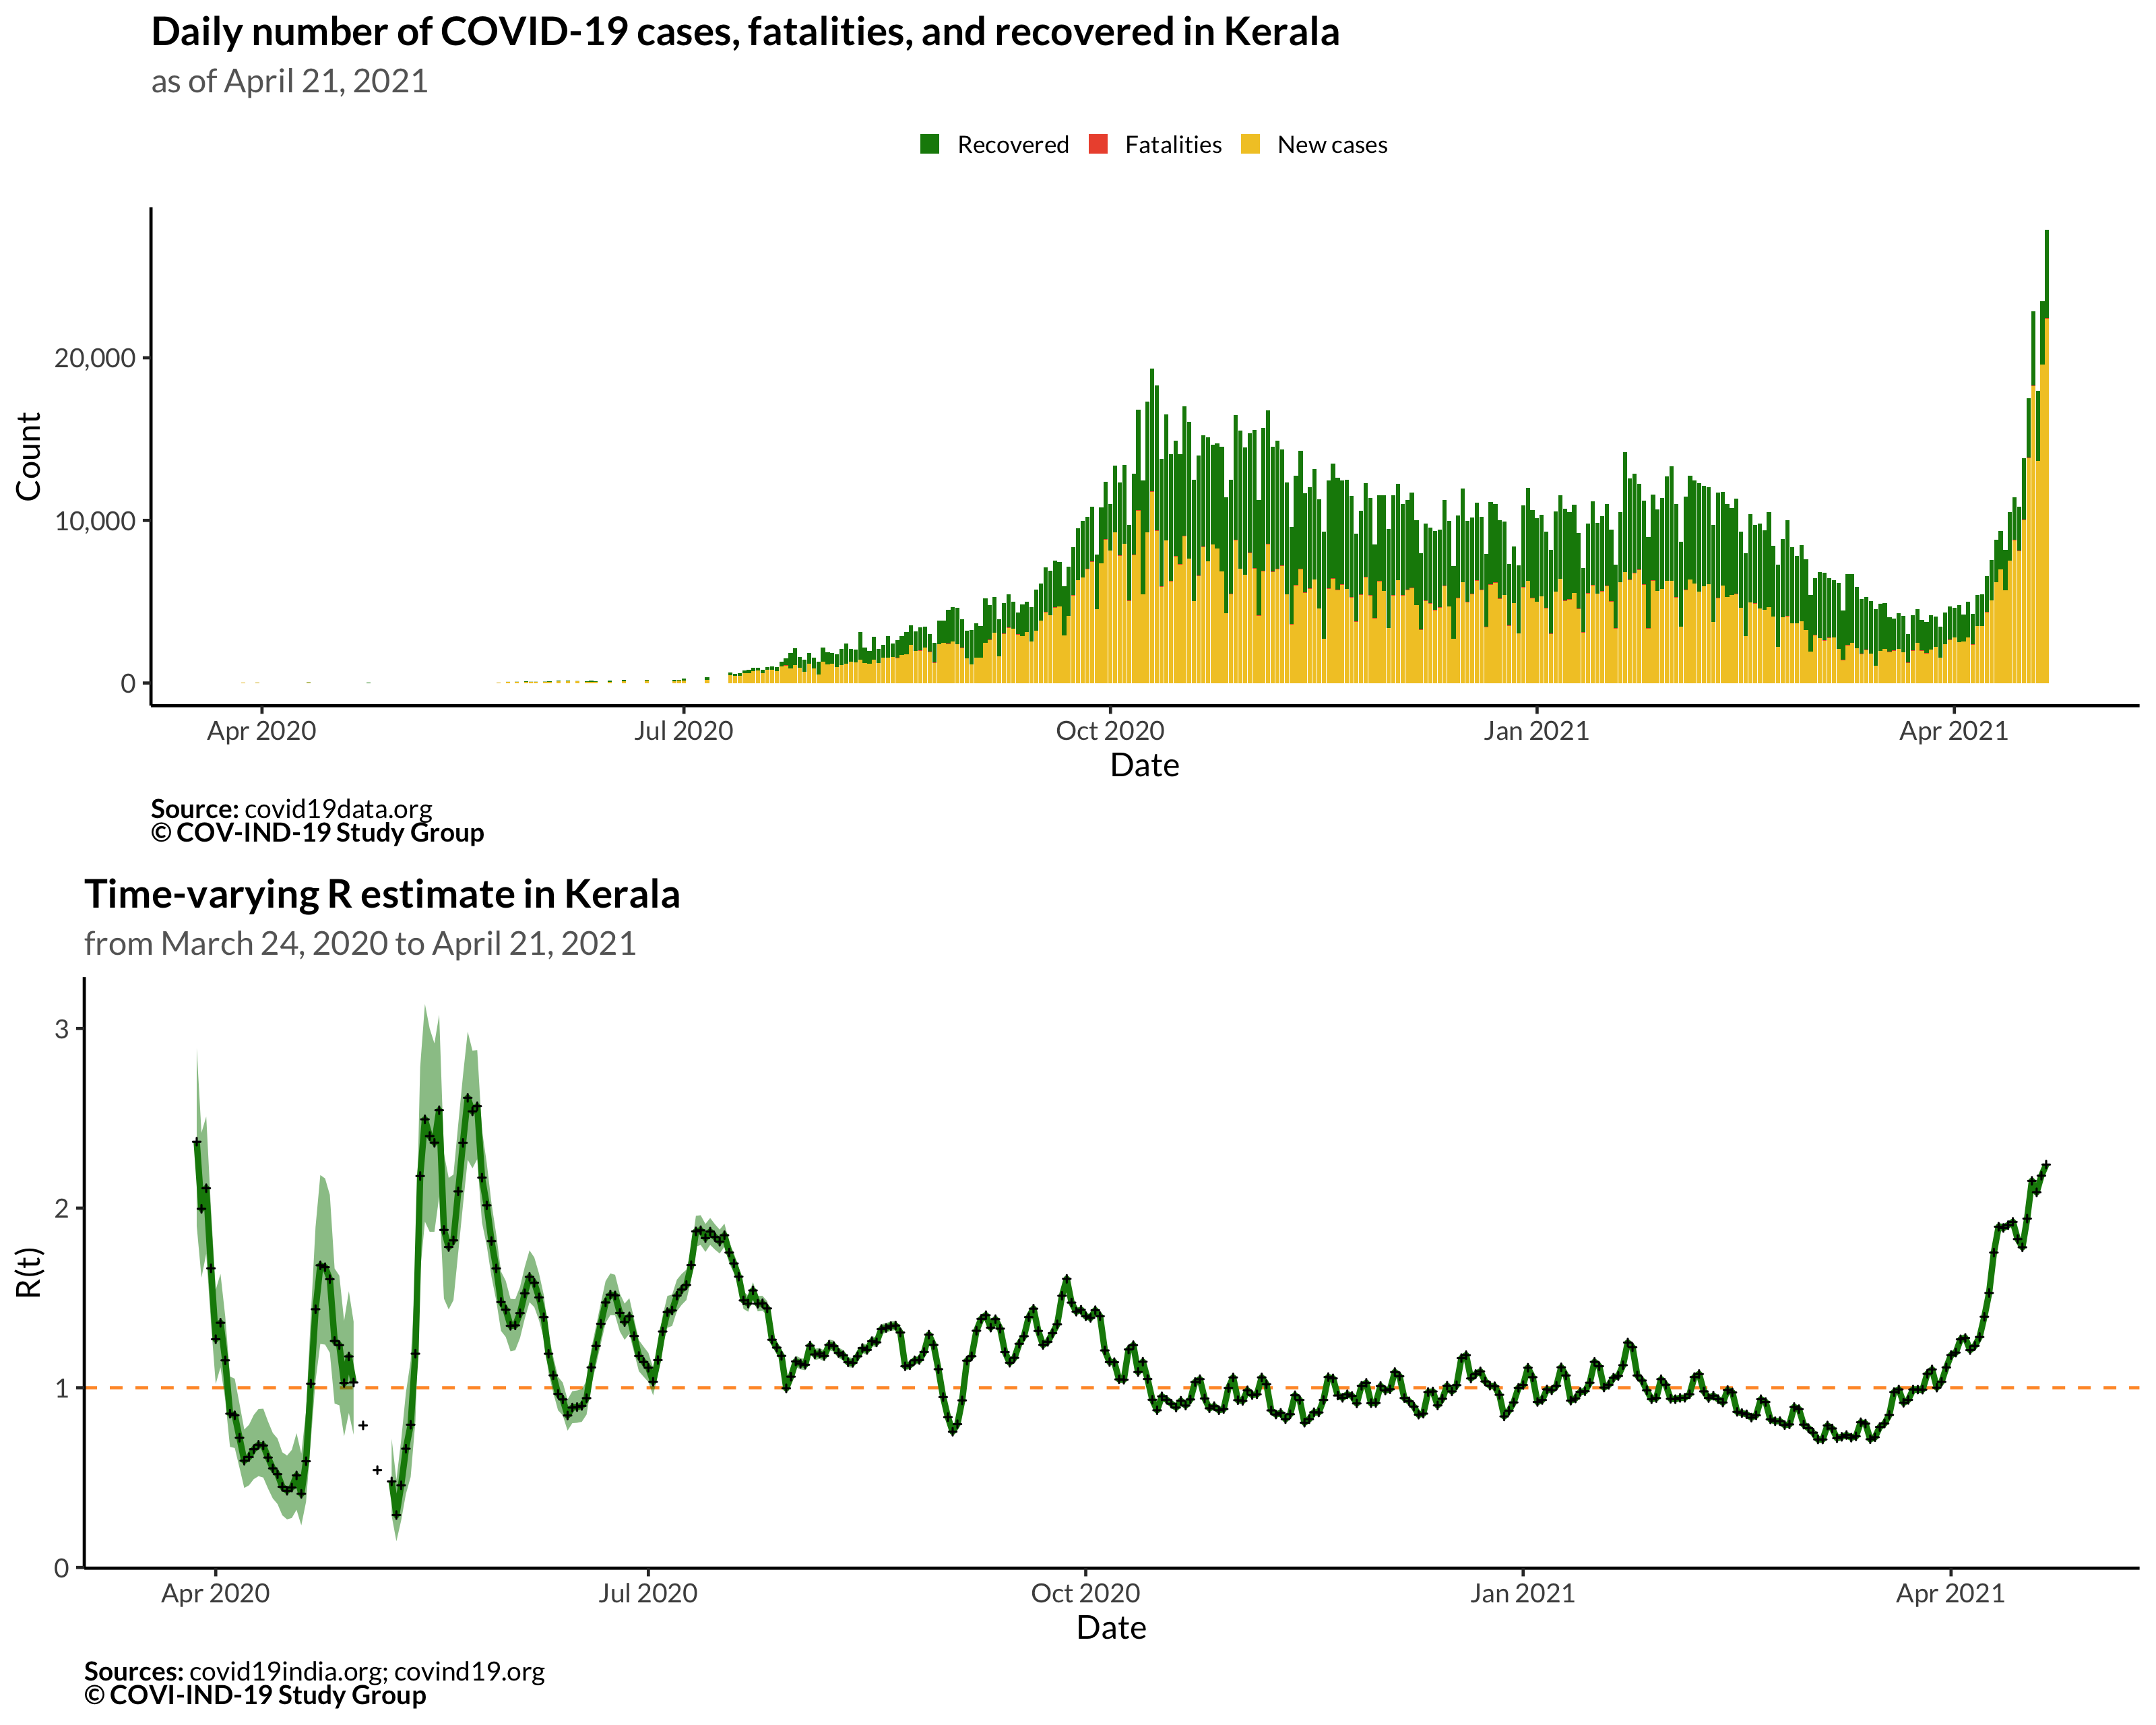 Daily number of COVID-19 cases, fatalities, and recovered in Kerala
as of April 21, 2021
Recovered Fatalities New cases
Count
20,000
10,000
0
Apr 2020 Jul 2020 Oct 2020 Jan 2021 Apr 2021
Date
Source: covid19data.org
© COV-IND-19 Study Group
Time-varying R estimate in Kerala
from March 24, 2020 to April 21, 2021
R(t)
3
2
1
0
Apr 2020 Jul 2020 Oct 2020 Jan 2021 Apr 2021
Date
Sources: covid19india.org; covind19.org
© COVI-IND-19 Study Group